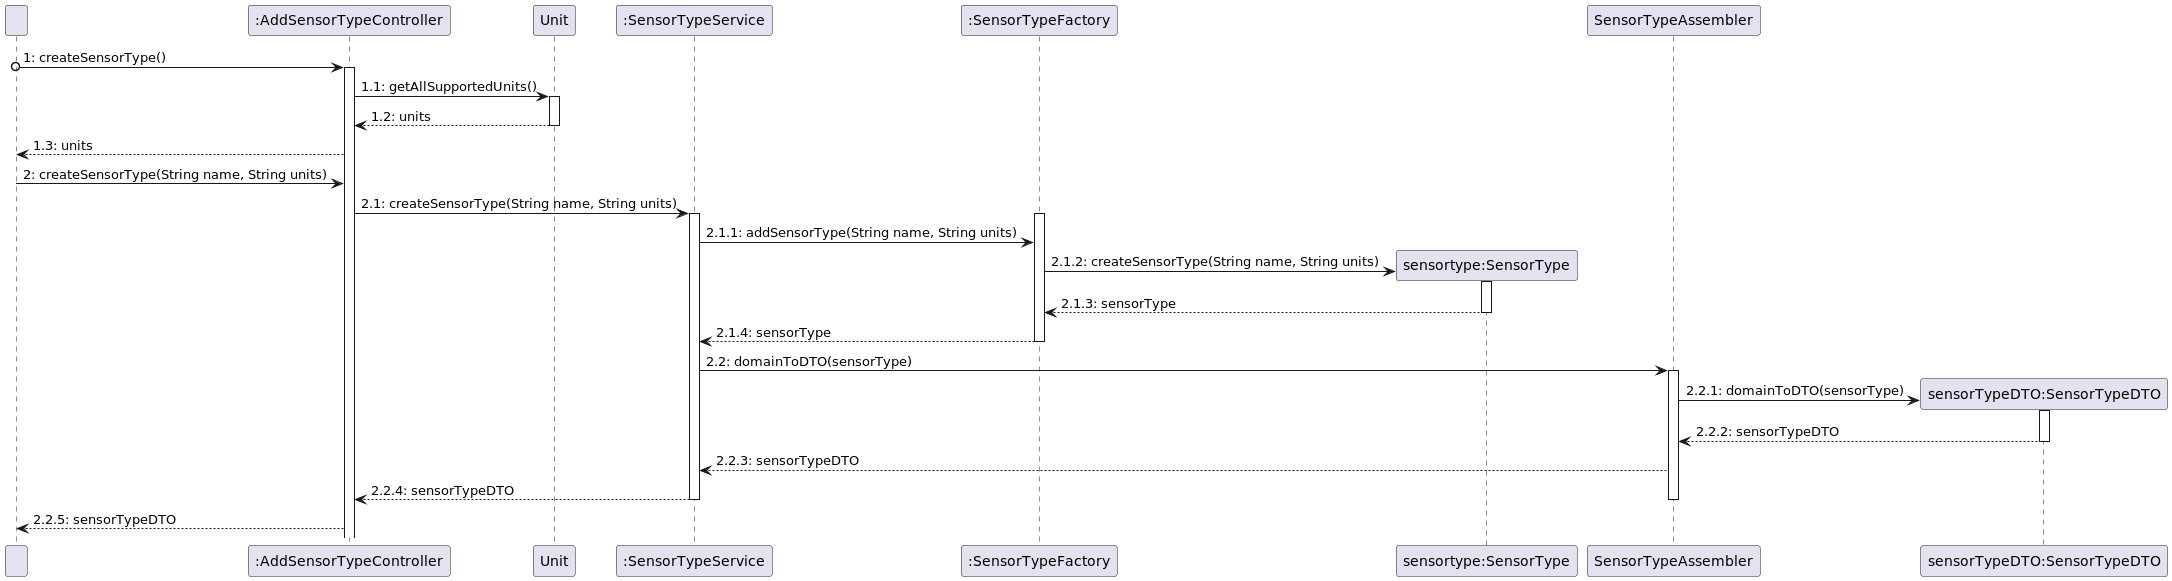 :AddSensorTypeController
Unit
:SensorTypeService
:SensorTypeFactory
SensorTypeAssembler
1: createSensorType()
1.1: getAllSupportedUnits()
1.2: units
1.3: units
2: createSensorType(String name, String units)
2.1: createSensorType(String name, String units)
2.1.1: addSensorType(String name, String units)
2.1.2: createSensorType(String name, String units)
sensortype:SensorType
2.1.3: sensorType
2.1.4: sensorType
2.2: domainToDTO(sensorType)
2.2.1: domainToDTO(sensorType)
sensorTypeDTO:SensorTypeDTO
2.2.2: sensorTypeDTO
2.2.3: sensorTypeDTO
2.2.4: sensorTypeDTO
2.2.5: sensorTypeDTO
:AddSensorTypeController
Unit
:SensorTypeService
:SensorTypeFactory
sensortype:SensorType
SensorTypeAssembler
sensorTypeDTO:SensorTypeDTO